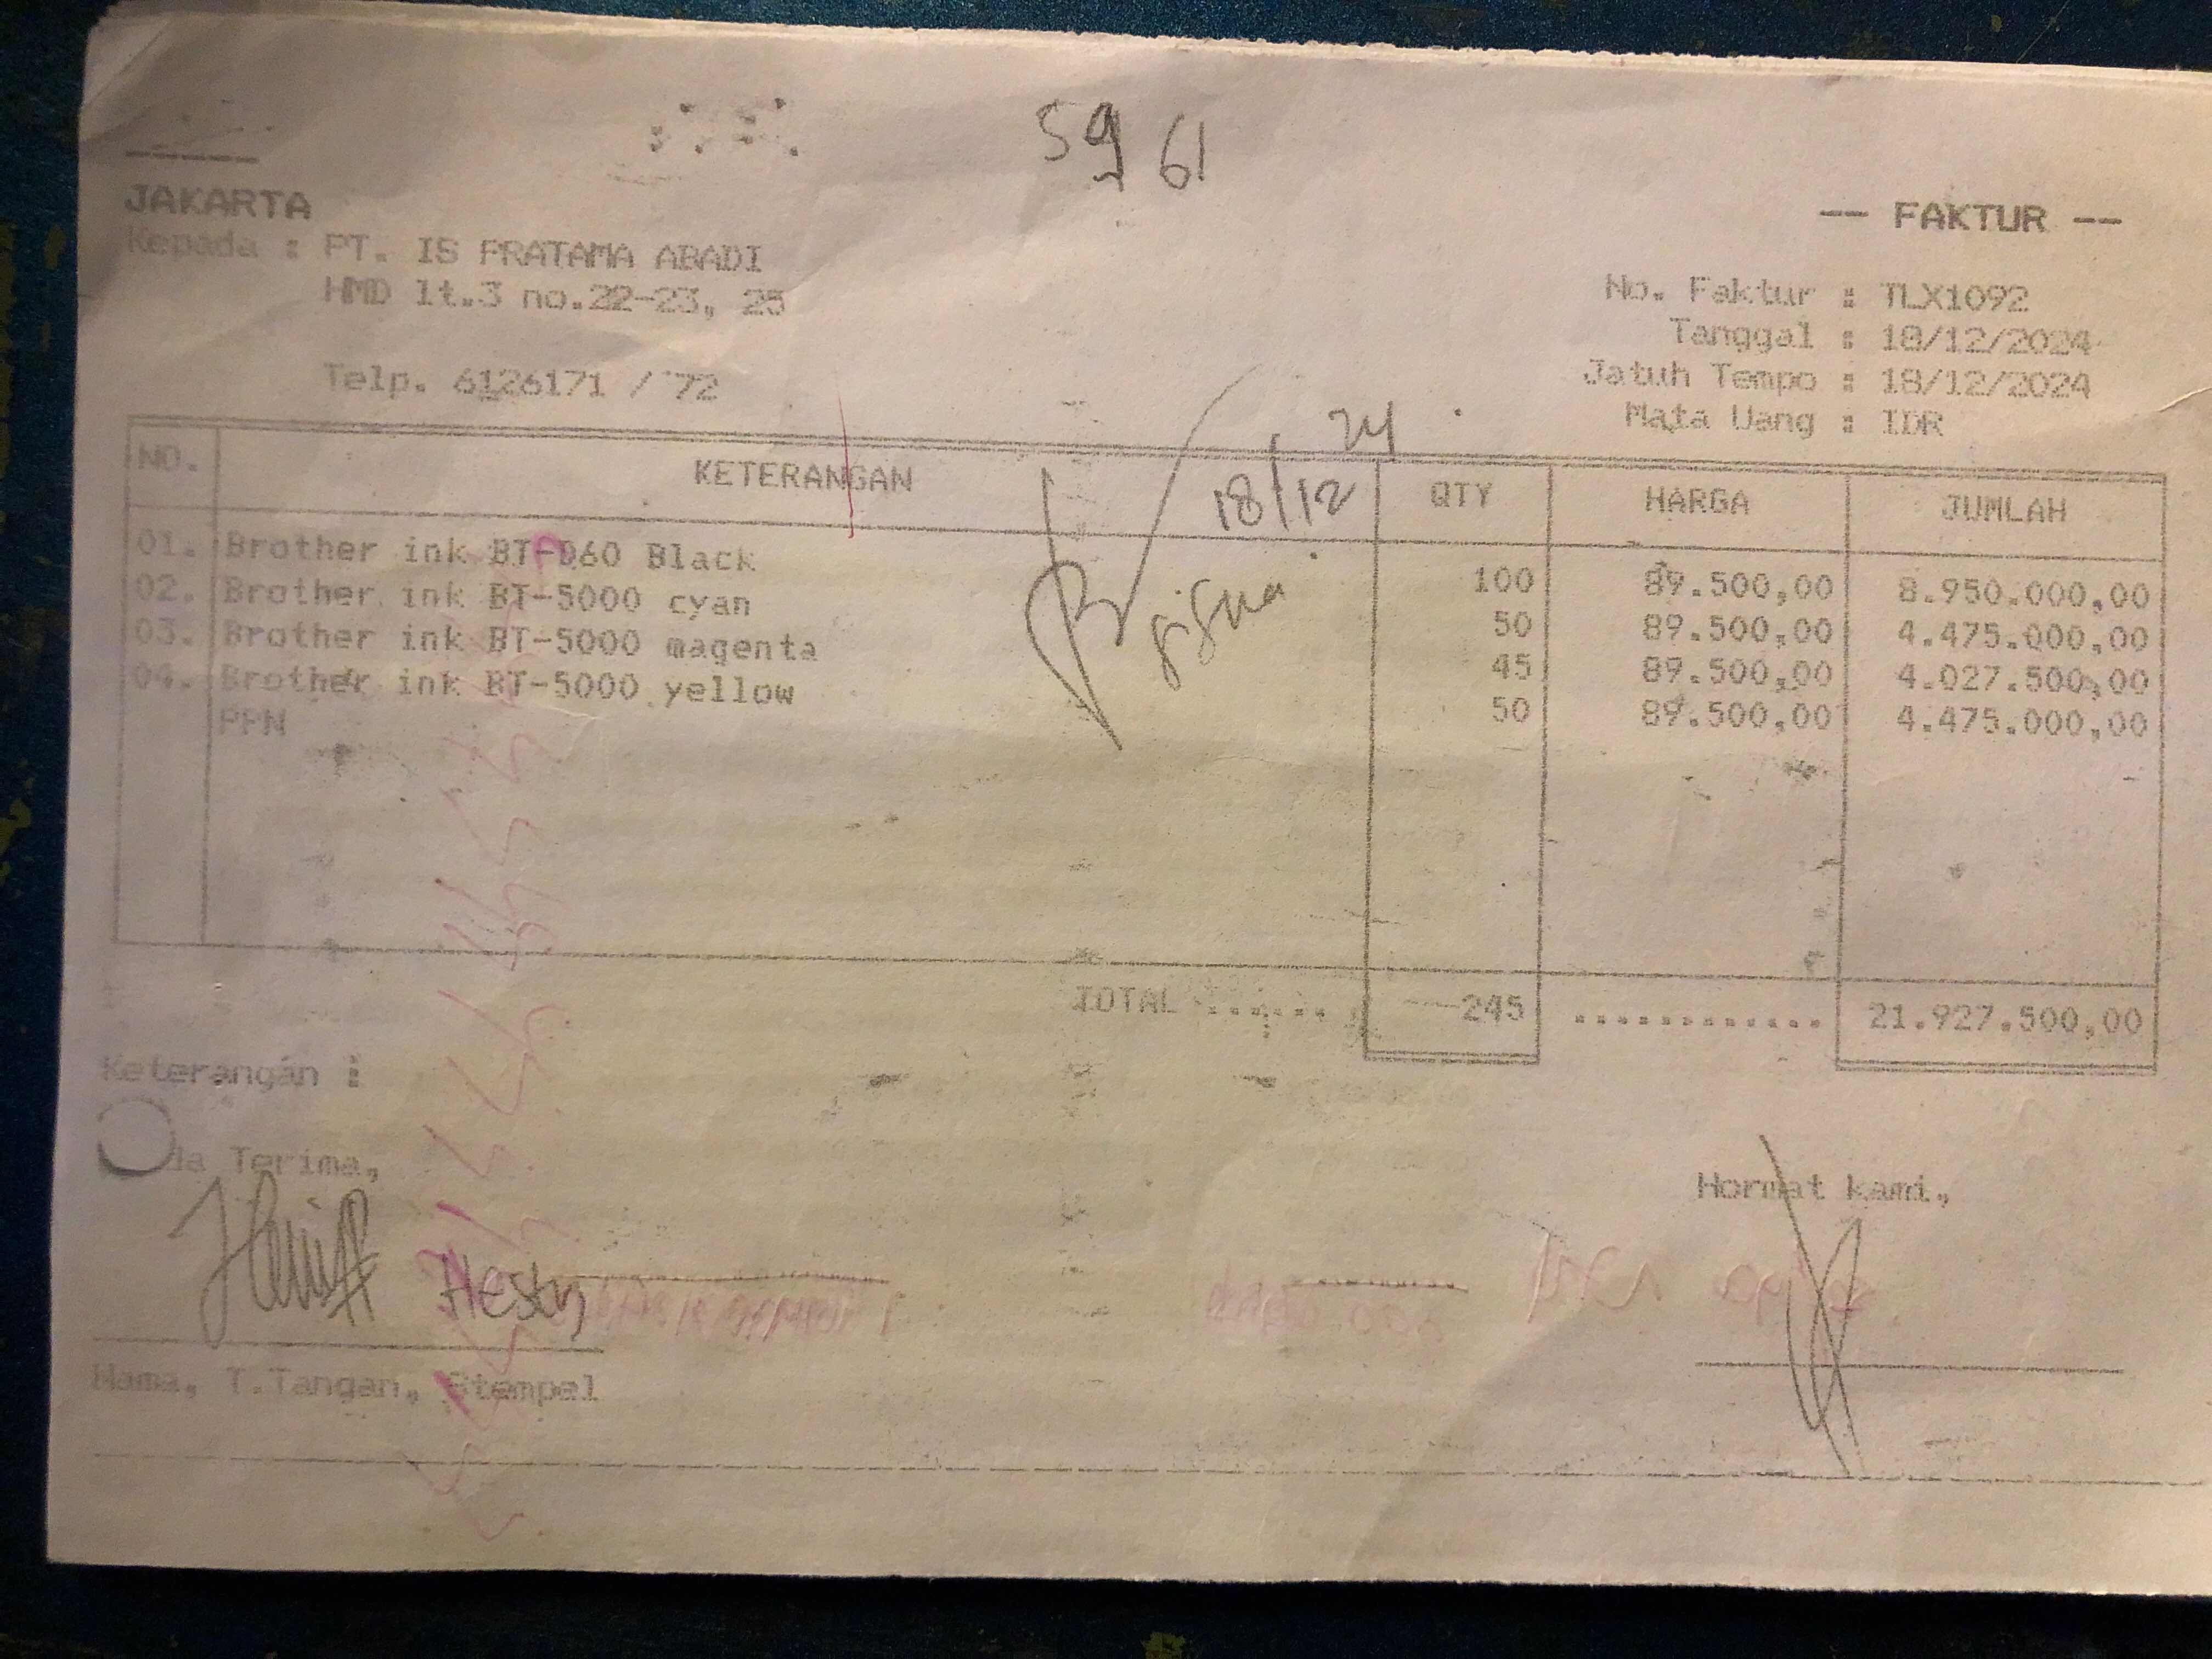 59 61
JAKARTA
-- FAKTUR --
Kepada : PT. IS PRATAMA ABADI
HMD lt.3 no.22-23, 25
No. Faktur : TLX1092
Tanggal : 18/12/2024
Telp. 6126171 / 72
Jatuh Tempo : 18/12/2024
Mata Uang : IDR
18/12 24
NO. KETERANGAN QTY HARGA JUMLAH
01. Brother ink BT-D60 Black 100 89.500,00 8.950.000,00
02. Brother ink BT-5000 cyan 50 89.500,00 4.475.000,00
03. Brother ink BT-5000 magenta 45 89.500,00 4.027.500,00
04. Brother ink BT-5000 yellow 50 89.500,00 4.475.000,00
PPN
TOTAL ....... 245 ............ 21.927.500,00
Keterangan :
da Terima,
Hormat kami,
Hesty
Nama, T.Tangan, Stempel